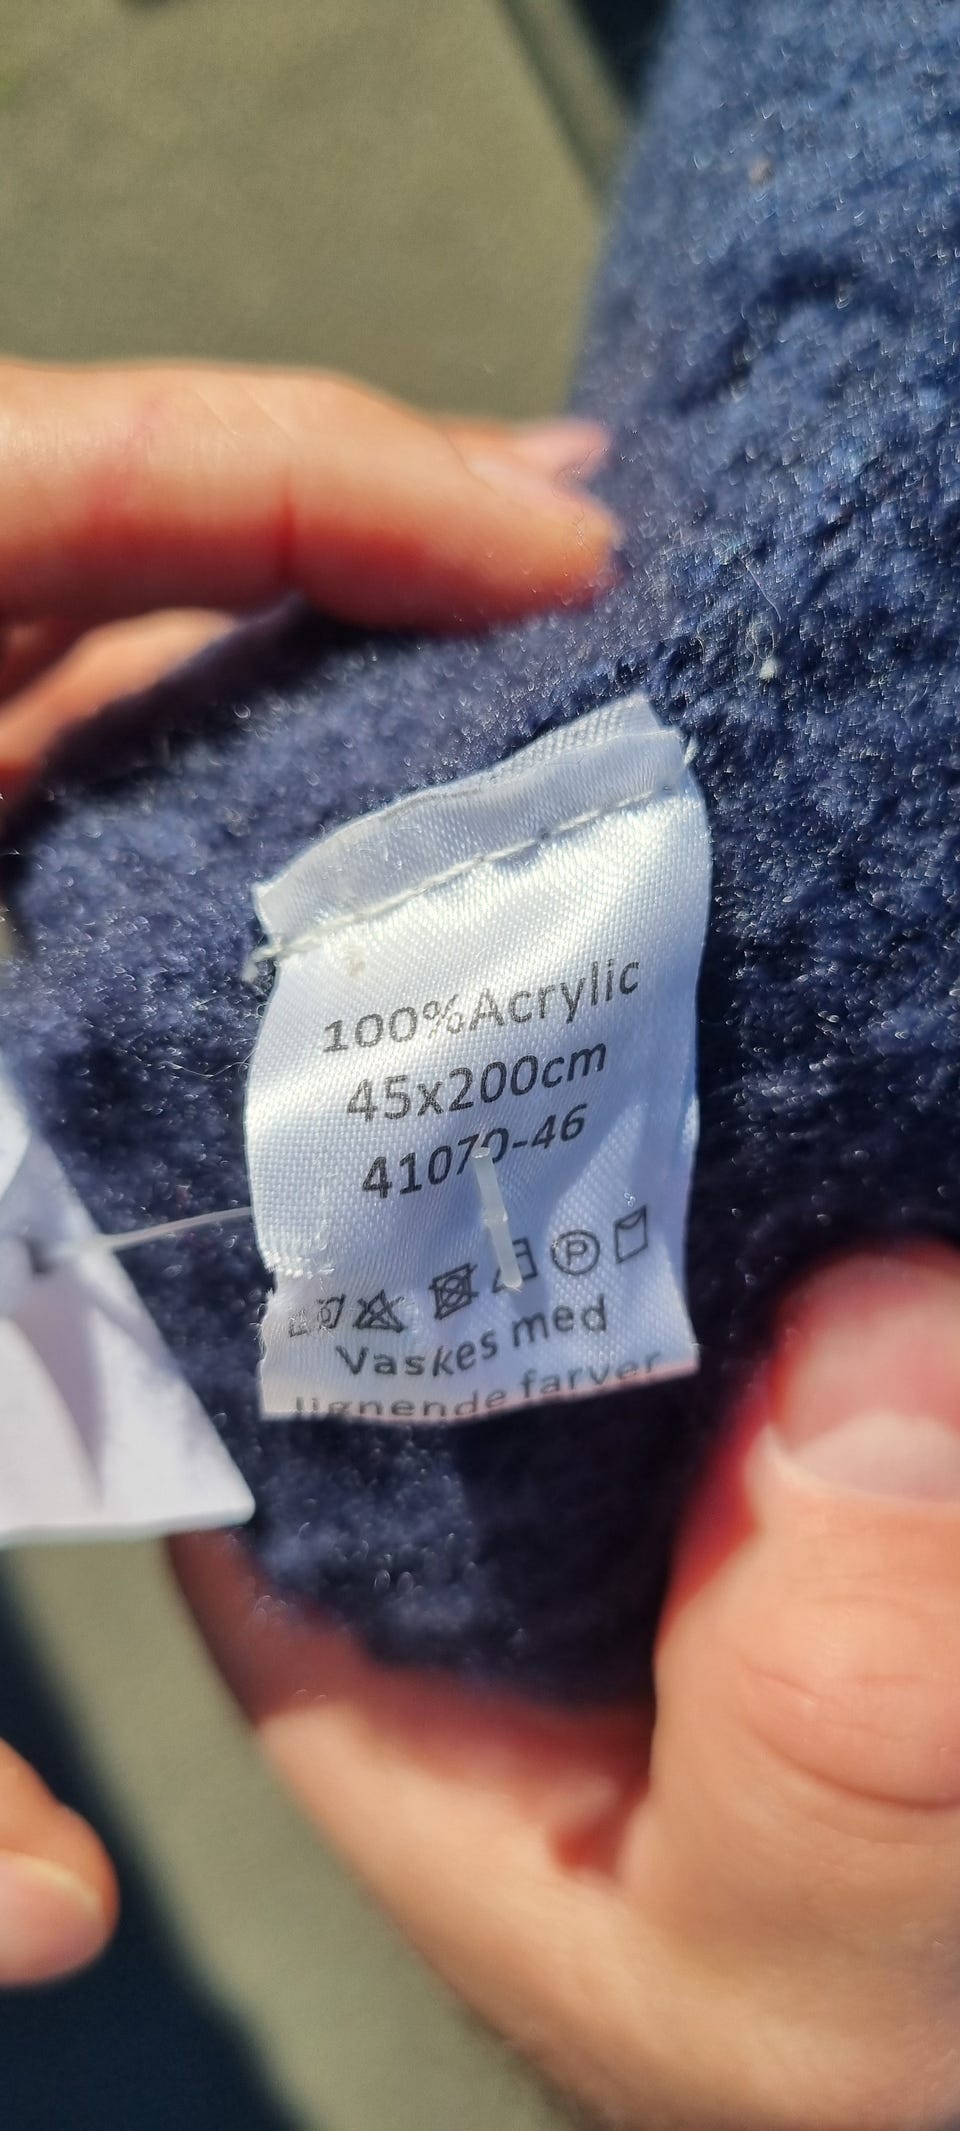 100%Acrylic
45x200cm
41070-46
P
Vaskes med
lignende farver